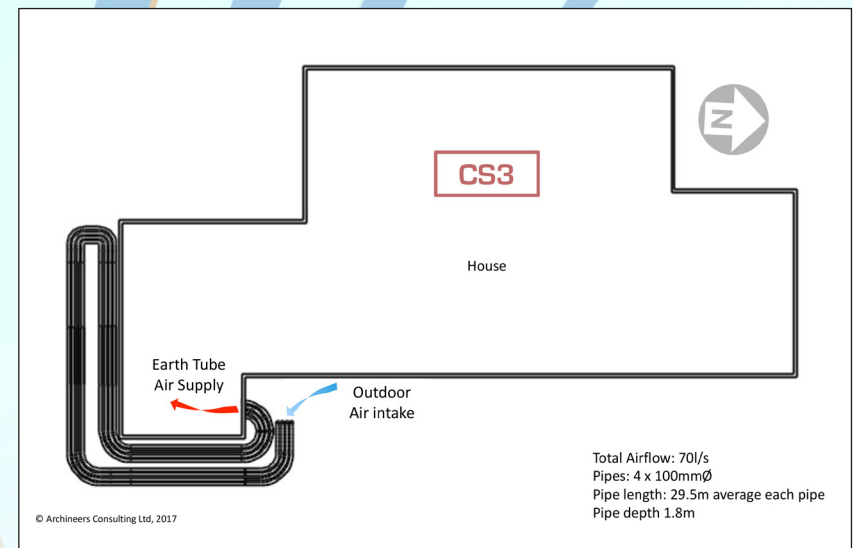 N
CS3
House
Earth Tube
Air Supply
Outdoor
Air intake
Total Airflow: 70l/s
Pipes: 4 x 100mmØ
Pipe length: 29.5m average each pipe
Pipe depth 1.8m
© Archineers Consulting Ltd, 2017